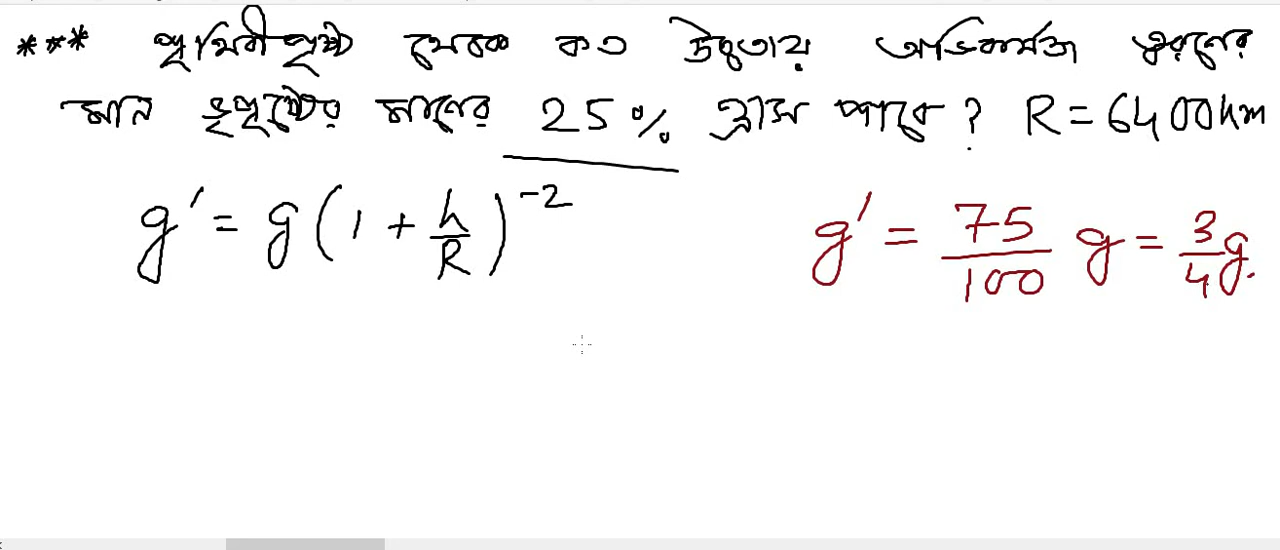 *** পৃথিবীপৃষ্ঠ থেকে কত উচ্চতায় অভিকর্ষজ ত্বরণের
মান ভূপৃষ্ঠের মানের 25% হ্রাস পাবে ? R = 6400km
g' = g(1 + h/R)^-2
g' = 75/100 g = 3/4 g.